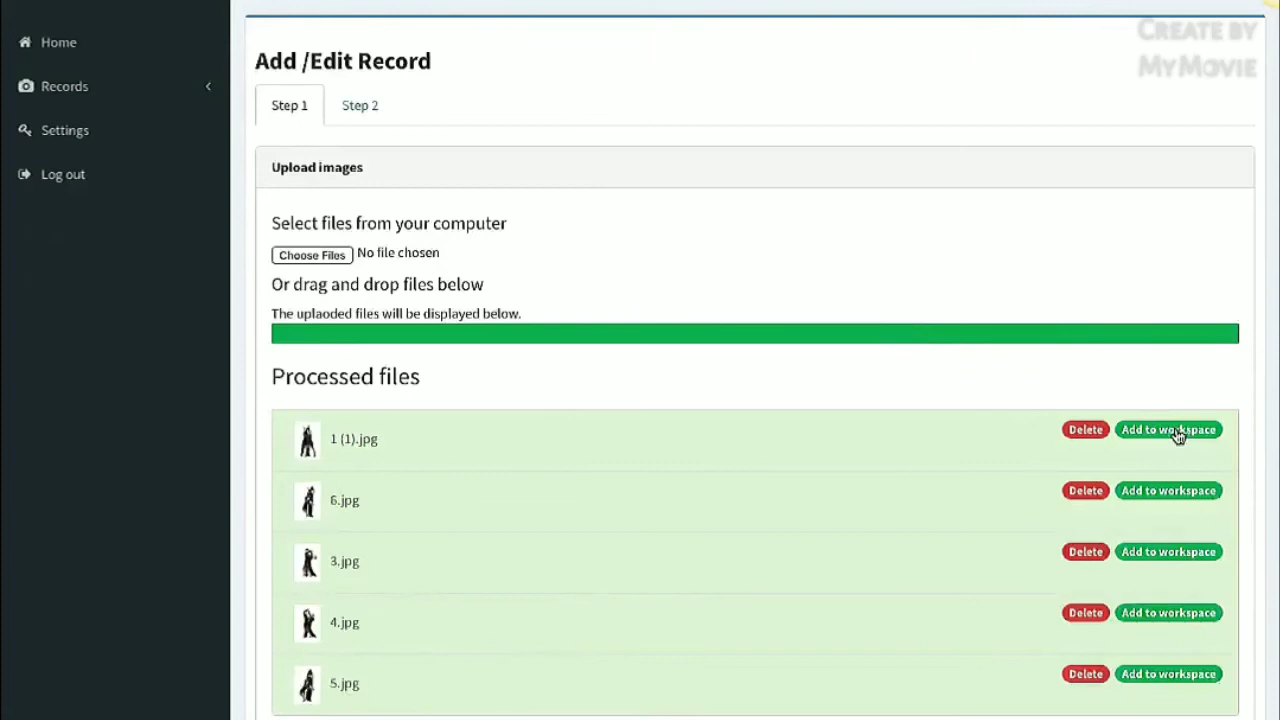 CREATE BY
MYMOVIE
Home
Records
Settings
Log out
Add /Edit Record
Step 1 Step 2
Upload images
Select files from your computer
Choose Files No file chosen
Or drag and drop files below
The uplaoded files will be displayed below.
Processed files
1 (1).jpg Delete Add to workspace
6.jpg Delete Add to workspace
3.jpg Delete Add to workspace
4.jpg Delete Add to workspace
5.jpg Delete Add to workspace